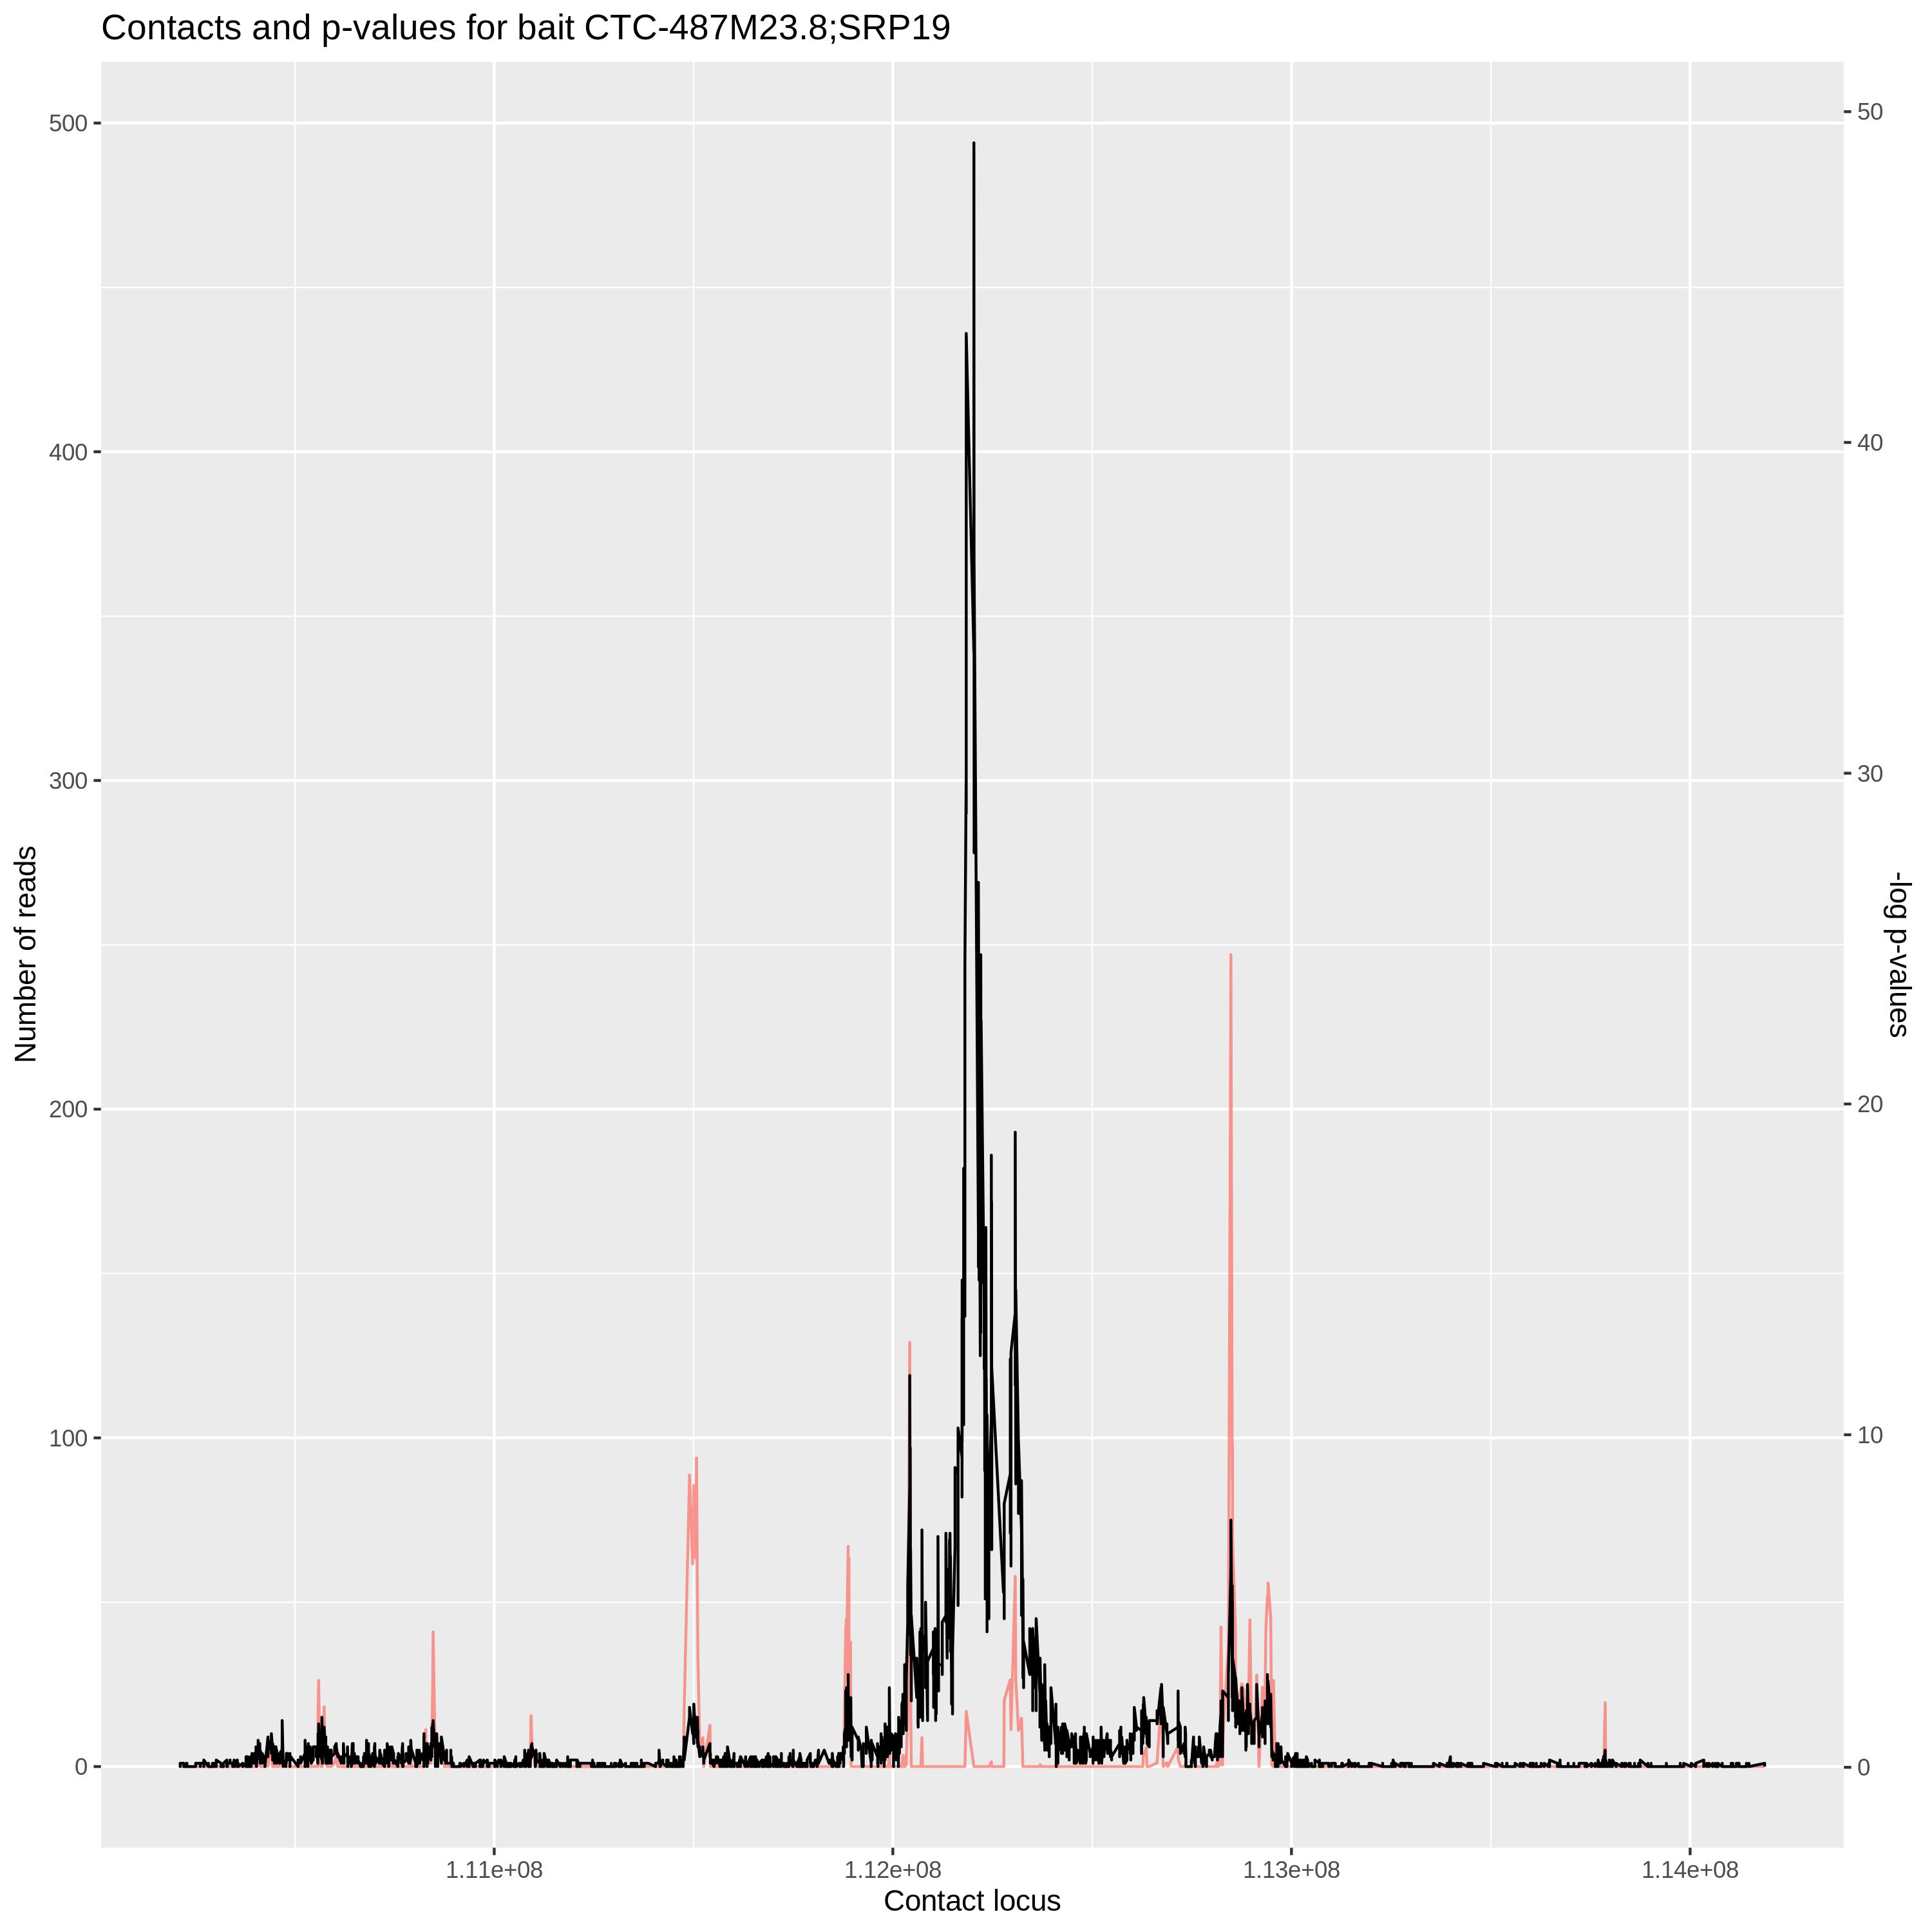 Contacts and p-values for bait CTC-487M23.8;SRP19
500
400
300
200
100
0
Number of reads
50
40
30
20
10
0
-log p-values
1.11e+08
1.12e+08
1.13e+08
1.14e+08
Contact locus